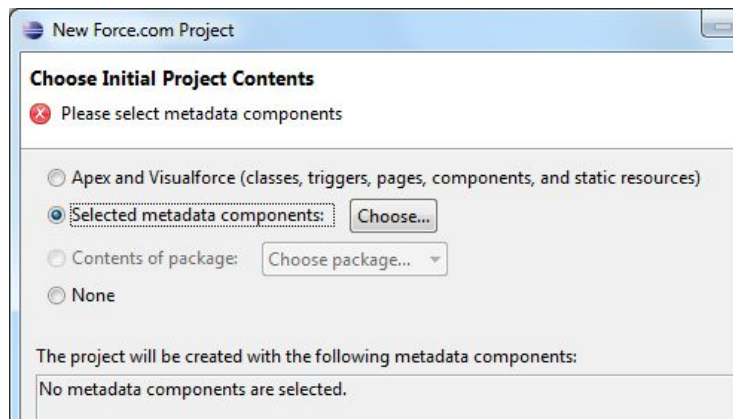 New Force.com Project
Choose Initial Project Contents
Please select metadata components
Apex and Visualforce (classes, triggers, pages, components, and static resources)
Selected metadata components: Choose...
Contents of package: Choose package...
None
The project will be created with the following metadata components:
No metadata components are selected.